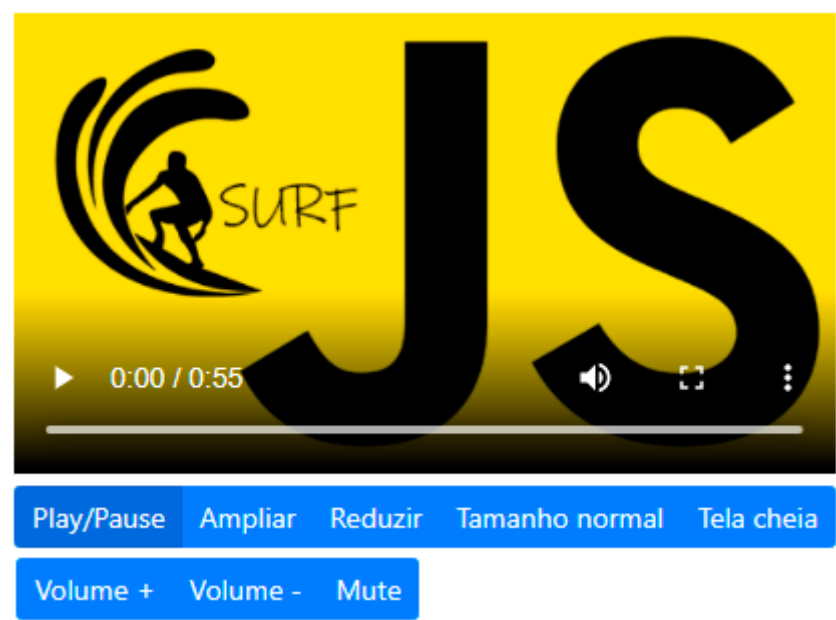 JS
SURF
0:00 / 0:55
Play/Pause Ampliar Reduzir Tamanho normal Tela cheia
Volume + Volume - Mute